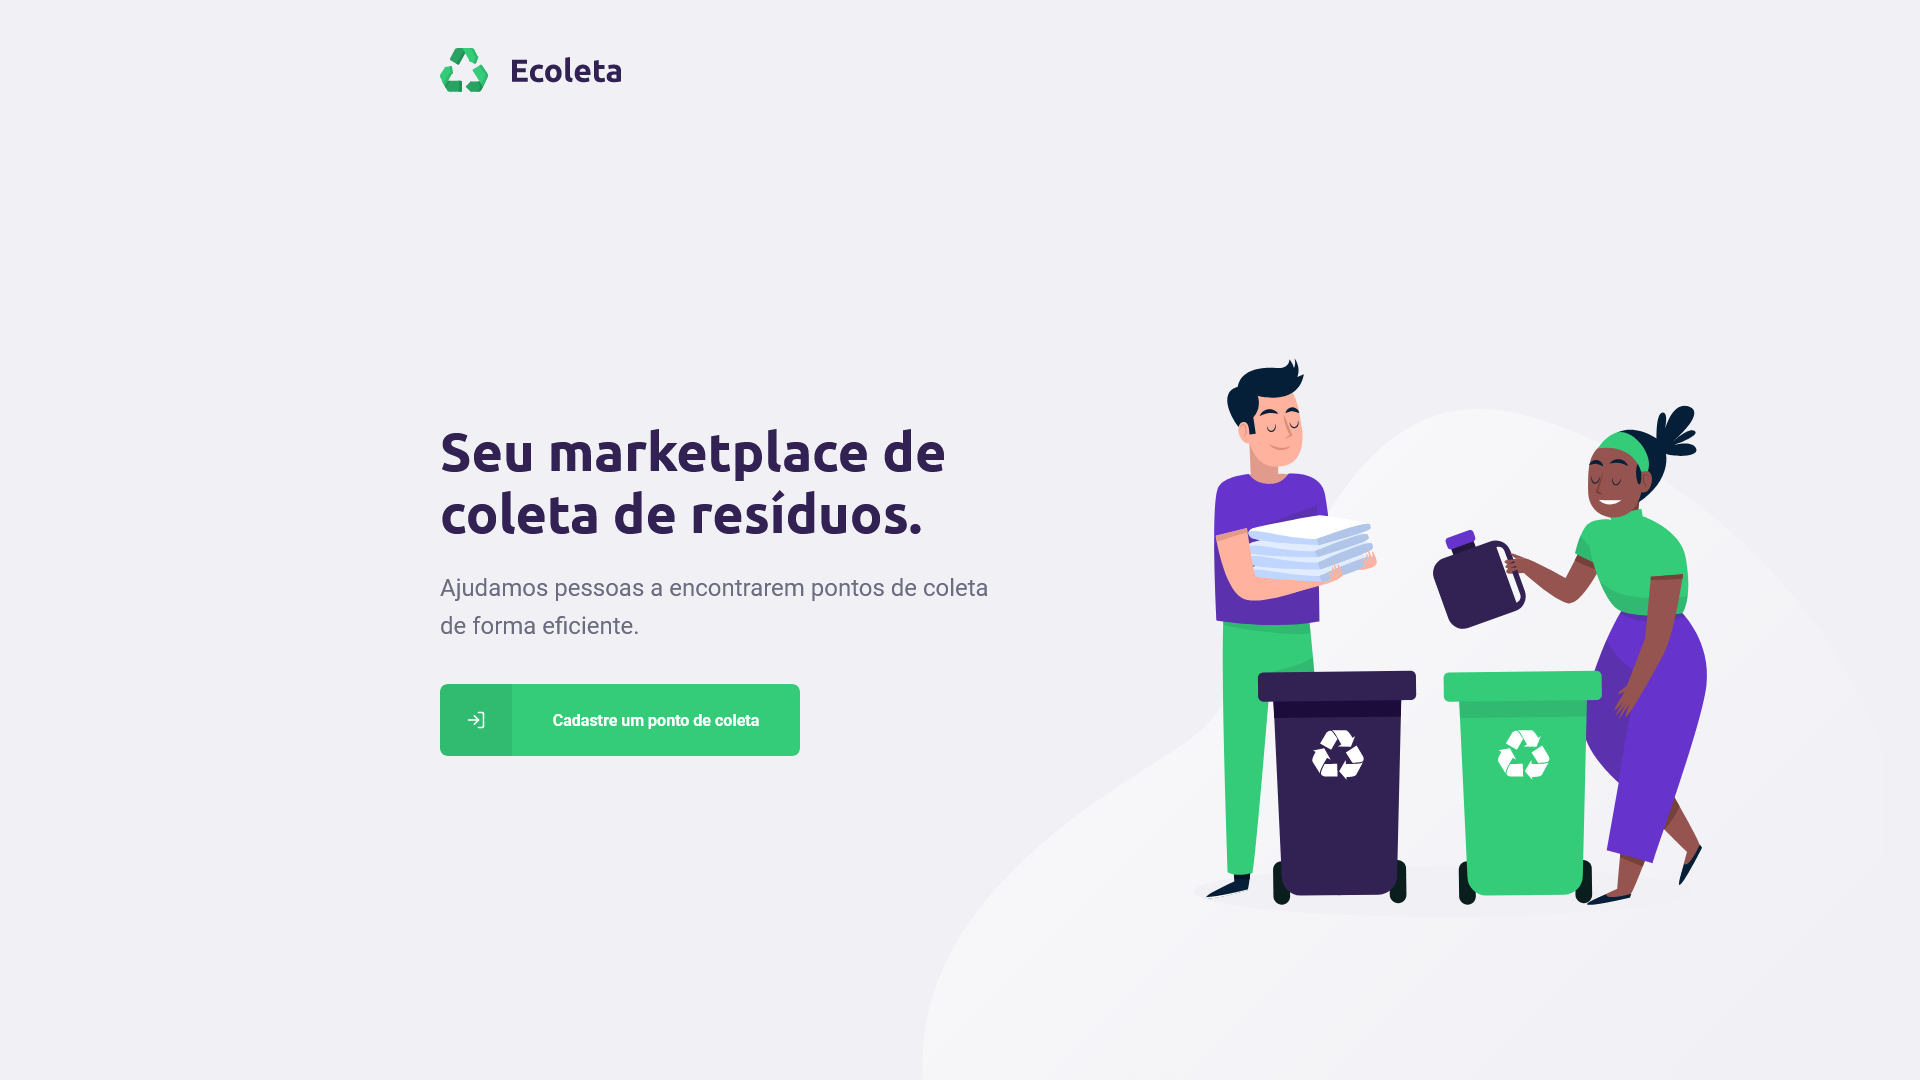 Ecoleta
Seu marketplace de
coleta de resíduos.
Ajudamos pessoas a encontrarem pontos de coleta
de forma eficiente.
Cadastre um ponto de coleta